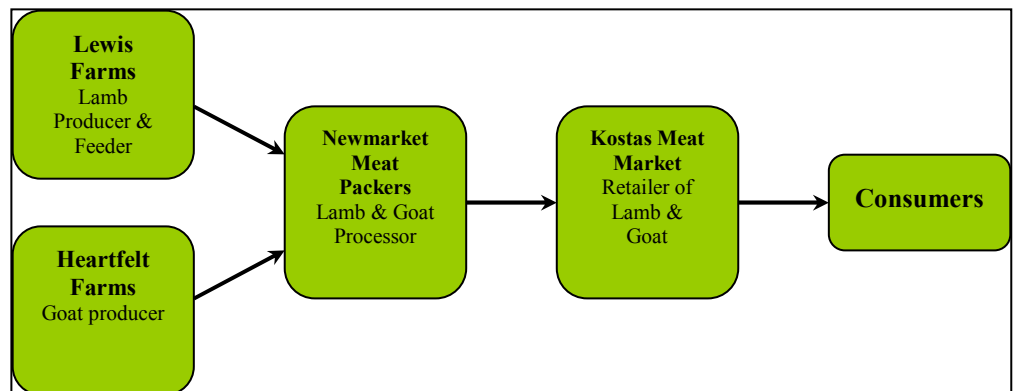 Lewis
Farms
Lamb
Producer &
Feeder
Heartfelt
Farms
Goat producer
Newmarket
Meat
Packers
Lamb & Goat
Processor
Kostas Meat
Market
Retailer of
Lamb &
Goat
Consumers